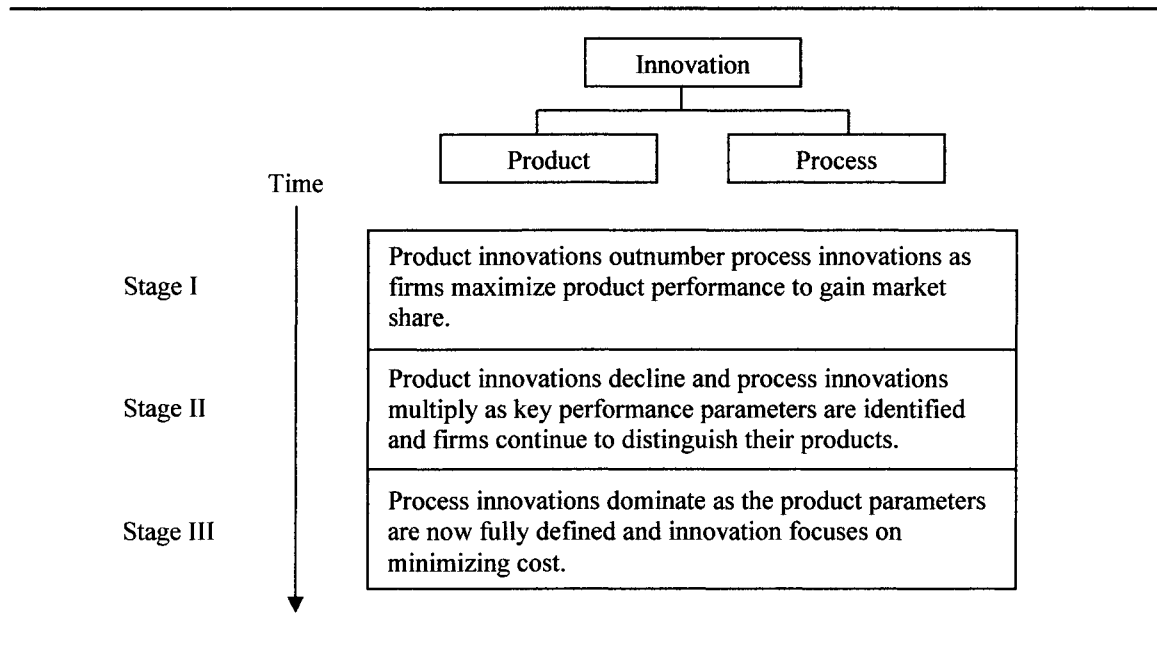 Innovation
Product
Process
Time
Stage I
Product innovations outnumber process innovations as
firms maximize product performance to gain market
share.
Stage II
Product innovations decline and process innovations
multiply as key performance parameters are identified
and firms continue to distinguish their products.
Stage III
Process innovations dominate as the product parameters
are now fully defined and innovation focuses on
minimizing cost.